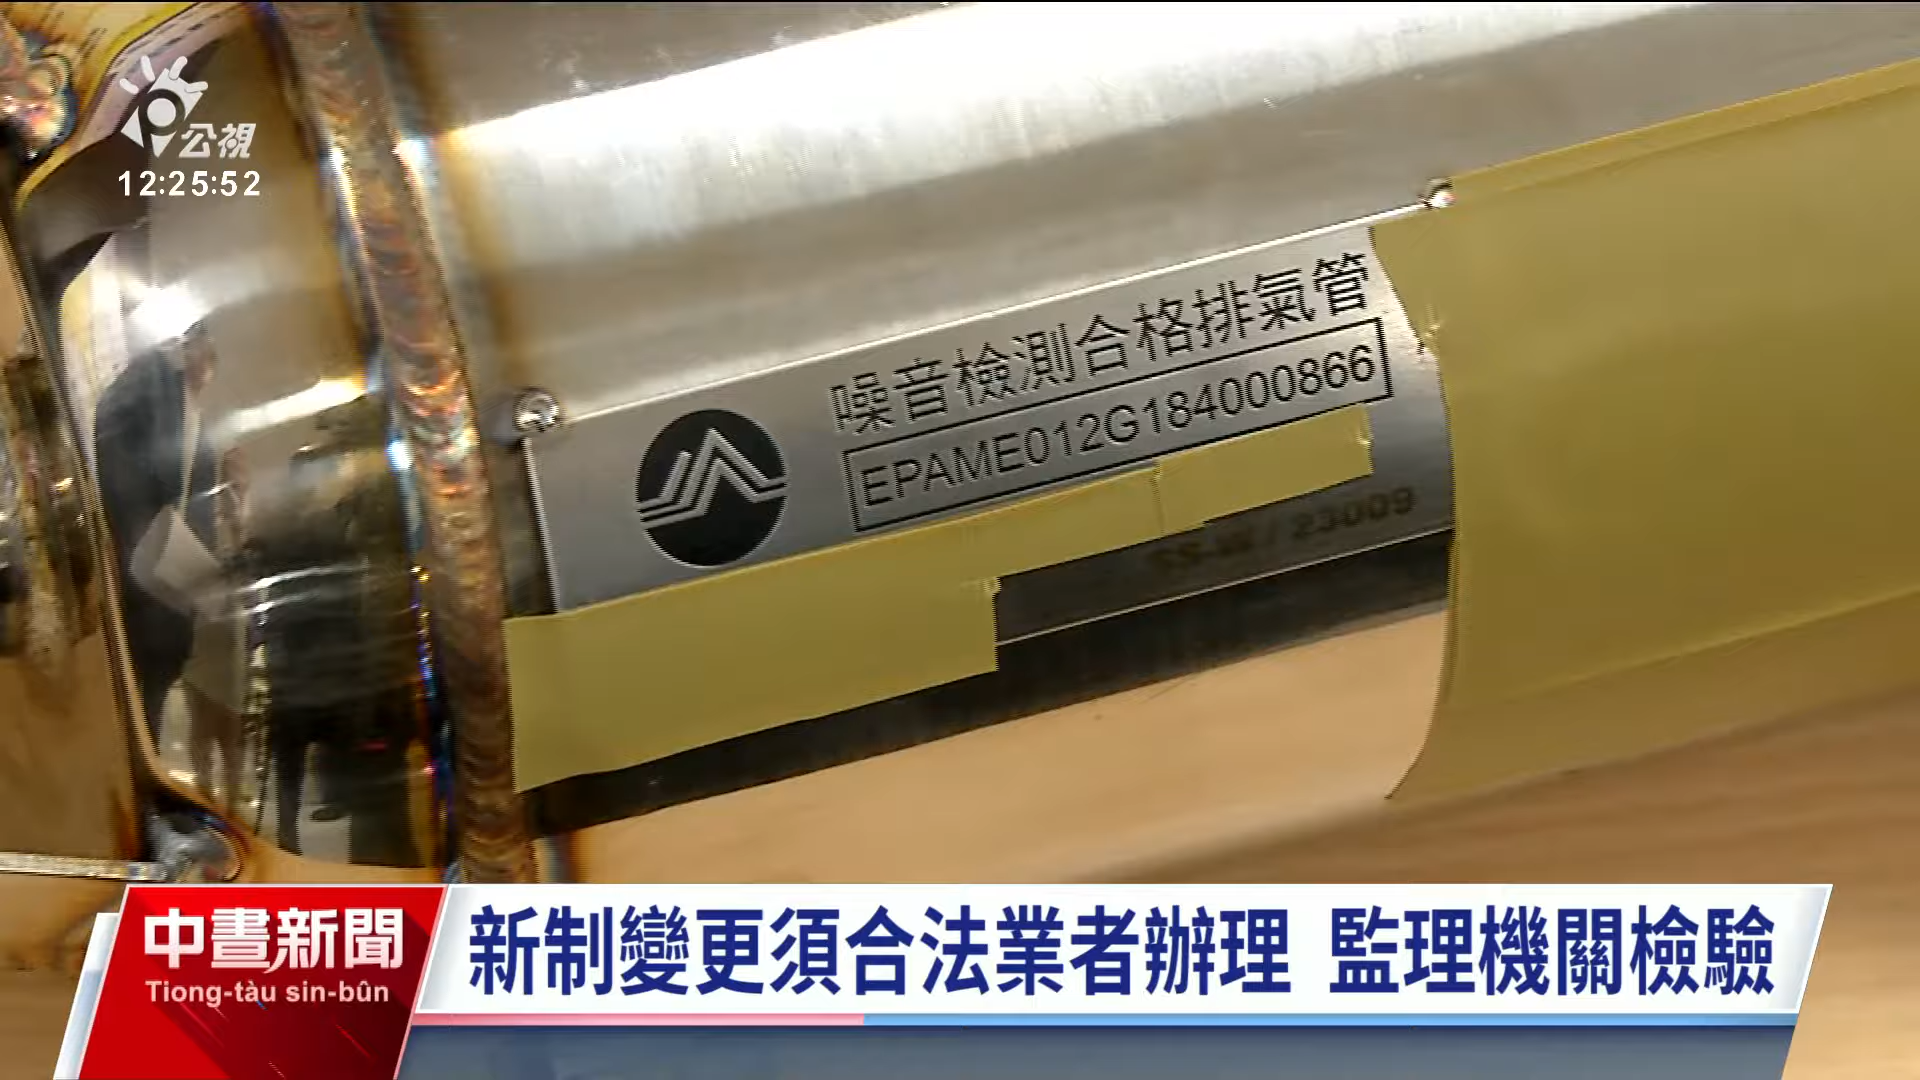 公視
12:25:52
噪音檢測合格排氣管
EPAME012G184000866
23009
中晝新聞
Tiong-tàu sin-bûn
新制變更須合法業者辦理 監理機關檢驗